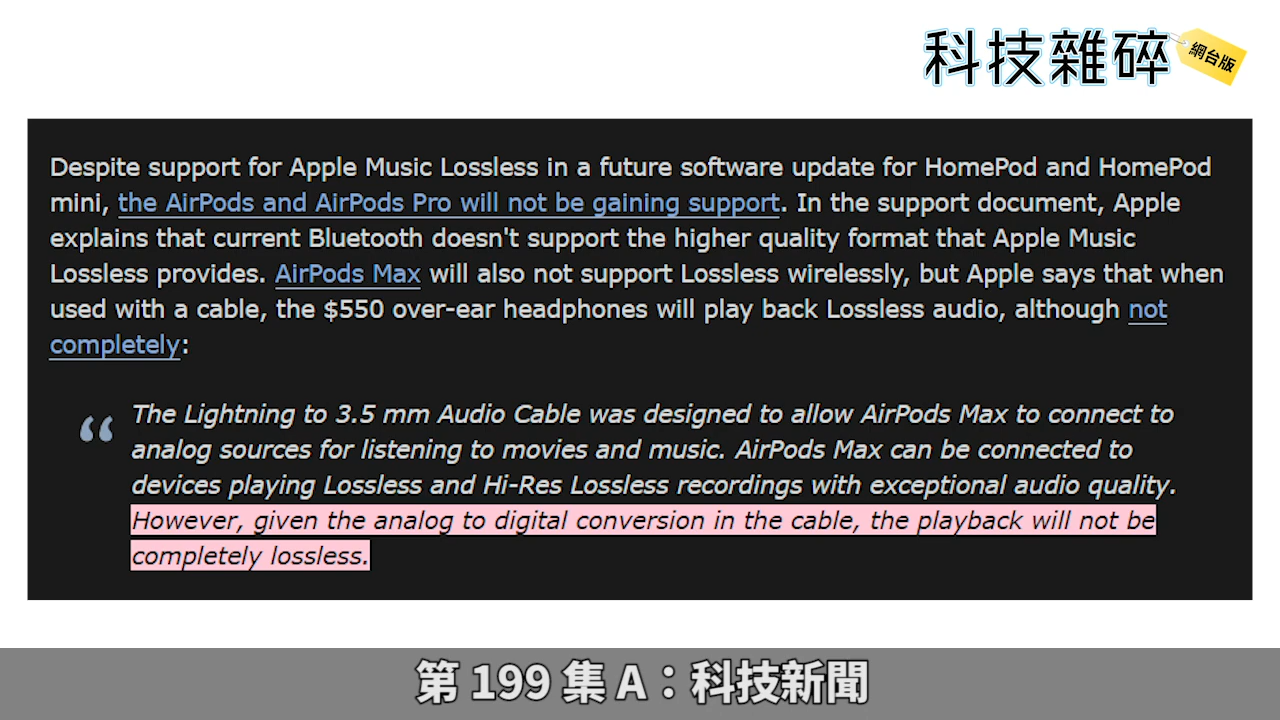 科技雜碎
網台版
Despite support for Apple Music Lossless in a future software update for HomePod and HomePod
mini, the AirPods and AirPods Pro will not be gaining support. In the support document, Apple
explains that current Bluetooth doesn't support the higher quality format that Apple Music
Lossless provides. AirPods Max will also not support Lossless wirelessly, but Apple says that when
used with a cable, the $550 over-ear headphones will play back Lossless audio, although not
completely:
“ The Lightning to 3.5 mm Audio Cable was designed to allow AirPods Max to connect to
analog sources for listening to movies and music. AirPods Max can be connected to
devices playing Lossless and Hi-Res Lossless recordings with exceptional audio quality.
However, given the analog to digital conversion in the cable, the playback will not be
completely lossless.
第 199 集 A：科技新聞